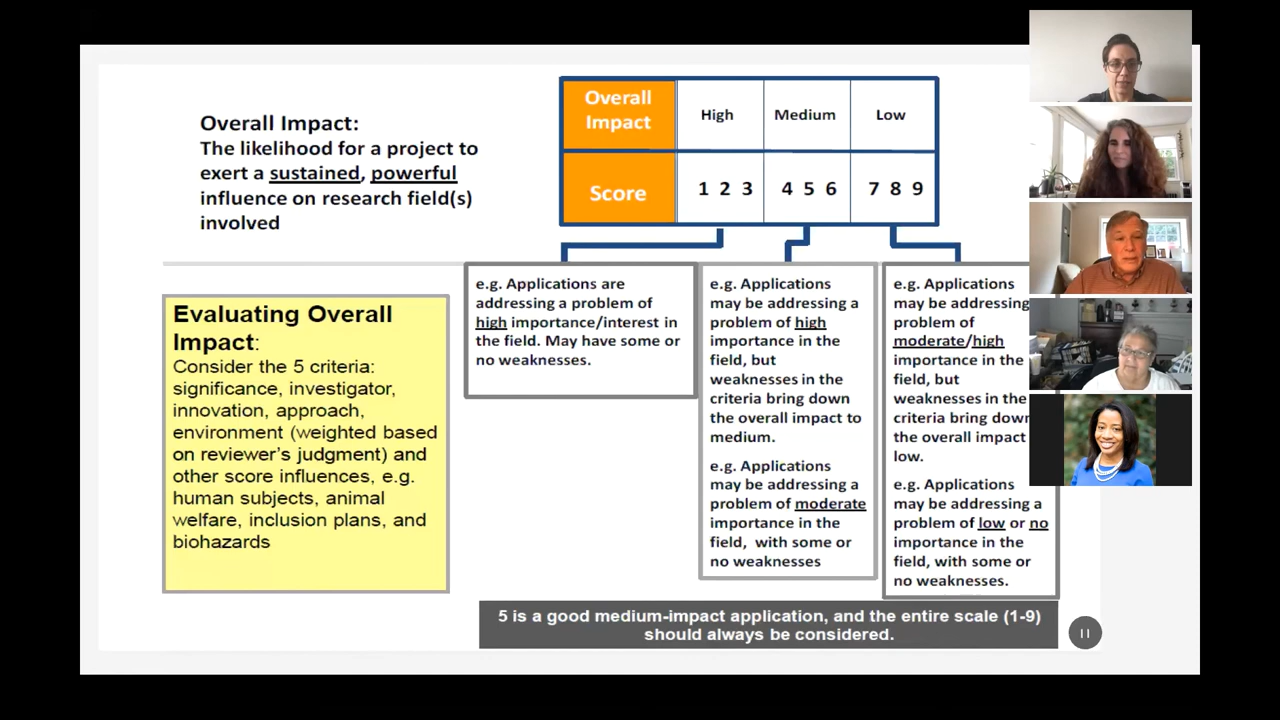 Overall Impact:
The likelihood for a project to
exert a sustained, powerful
influence on research field(s)
involved
Overall
Impact
High
Medium
Low
Score
1 2 3
4 5 6
7 8 9
Evaluating Overall
Impact:
Consider the 5 criteria:
significance, investigator,
innovation, approach,
environment (weighted based
on reviewer's judgment) and
other score influences, e.g.
human subjects, animal
welfare, inclusion plans, and
biohazards
e.g. Applications are
addressing a problem of
high importance/interest in
the field. May have some or
no weaknesses.
e.g. Applications
may be addressing a
problem of high
importance in the
field, but
weaknesses in the
criteria bring down
the overall impact to
medium.
e.g. Applications
may be addressing a
problem of moderate
importance in the
field, with some or
no weaknesses
e.g. Applications
may be addressing
problem of
moderate/high
importance in the
field, but
weaknesses in the
criteria bring down
the overall impact
low.
e.g. Applications
may be addressing a
problem of low or no
importance in the
field, with some or
no weaknesses.
5 is a good medium-impact application, and the entire scale (1-9)
should always be considered.